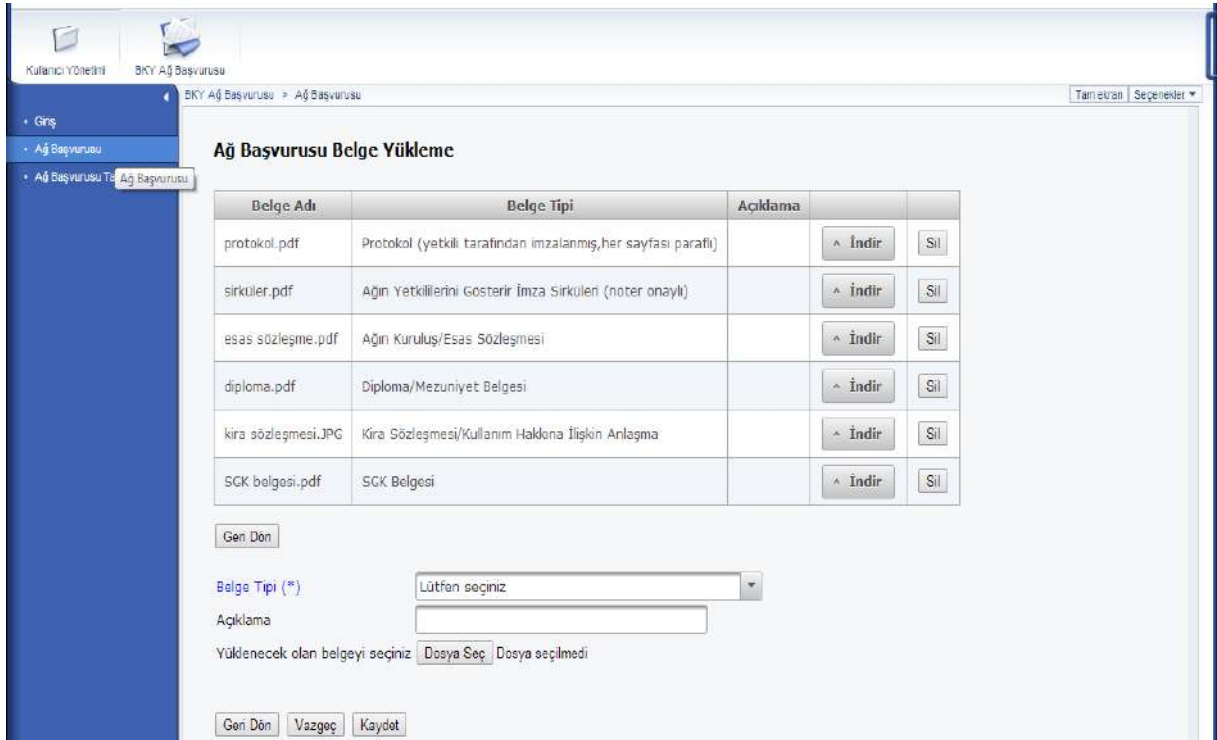 Kullanıcı Yönetimi
BKY Ağ Başvurusu
BKY Ağ Başvurusu > Ağ Başvurusu
Tam ekran
Seçenekler
Giriş
Ağ Başvurusu
Ağ Başvurusu
Ağ Başvurusu
Ağ Başvurusu Belge Yükleme
Belge Adı Belge Tipi Açıklama
protokol.pdf Protokol (yetkili tarafından imzalanmış,her sayfası paraflı) İndir Sil
sirküler.pdf Ağın Yetkililerini Gösterir İmza Sirküleri (noter onaylı) İndir Sil
esas sözleşme.pdf Ağın Kuruluş/Esas Sözleşmesi İndir Sil
diploma.pdf Diploma/Mezuniyet Belgesi İndir Sil
kira sözleşmesi.JPG Kira Sözleşmesi/Kullanım Hakkına İlişkin Anlaşma İndir Sil
SGK belgesi.pdf SGK Belgesi İndir Sil
Geri Dön
Belge Tipi (*) Lütfen seçiniz
Açıklama
Yüklenecek olan belgeyi seçiniz Dosya Seç Dosya seçilmedi
Geri Dön Vazgeç Kaydet